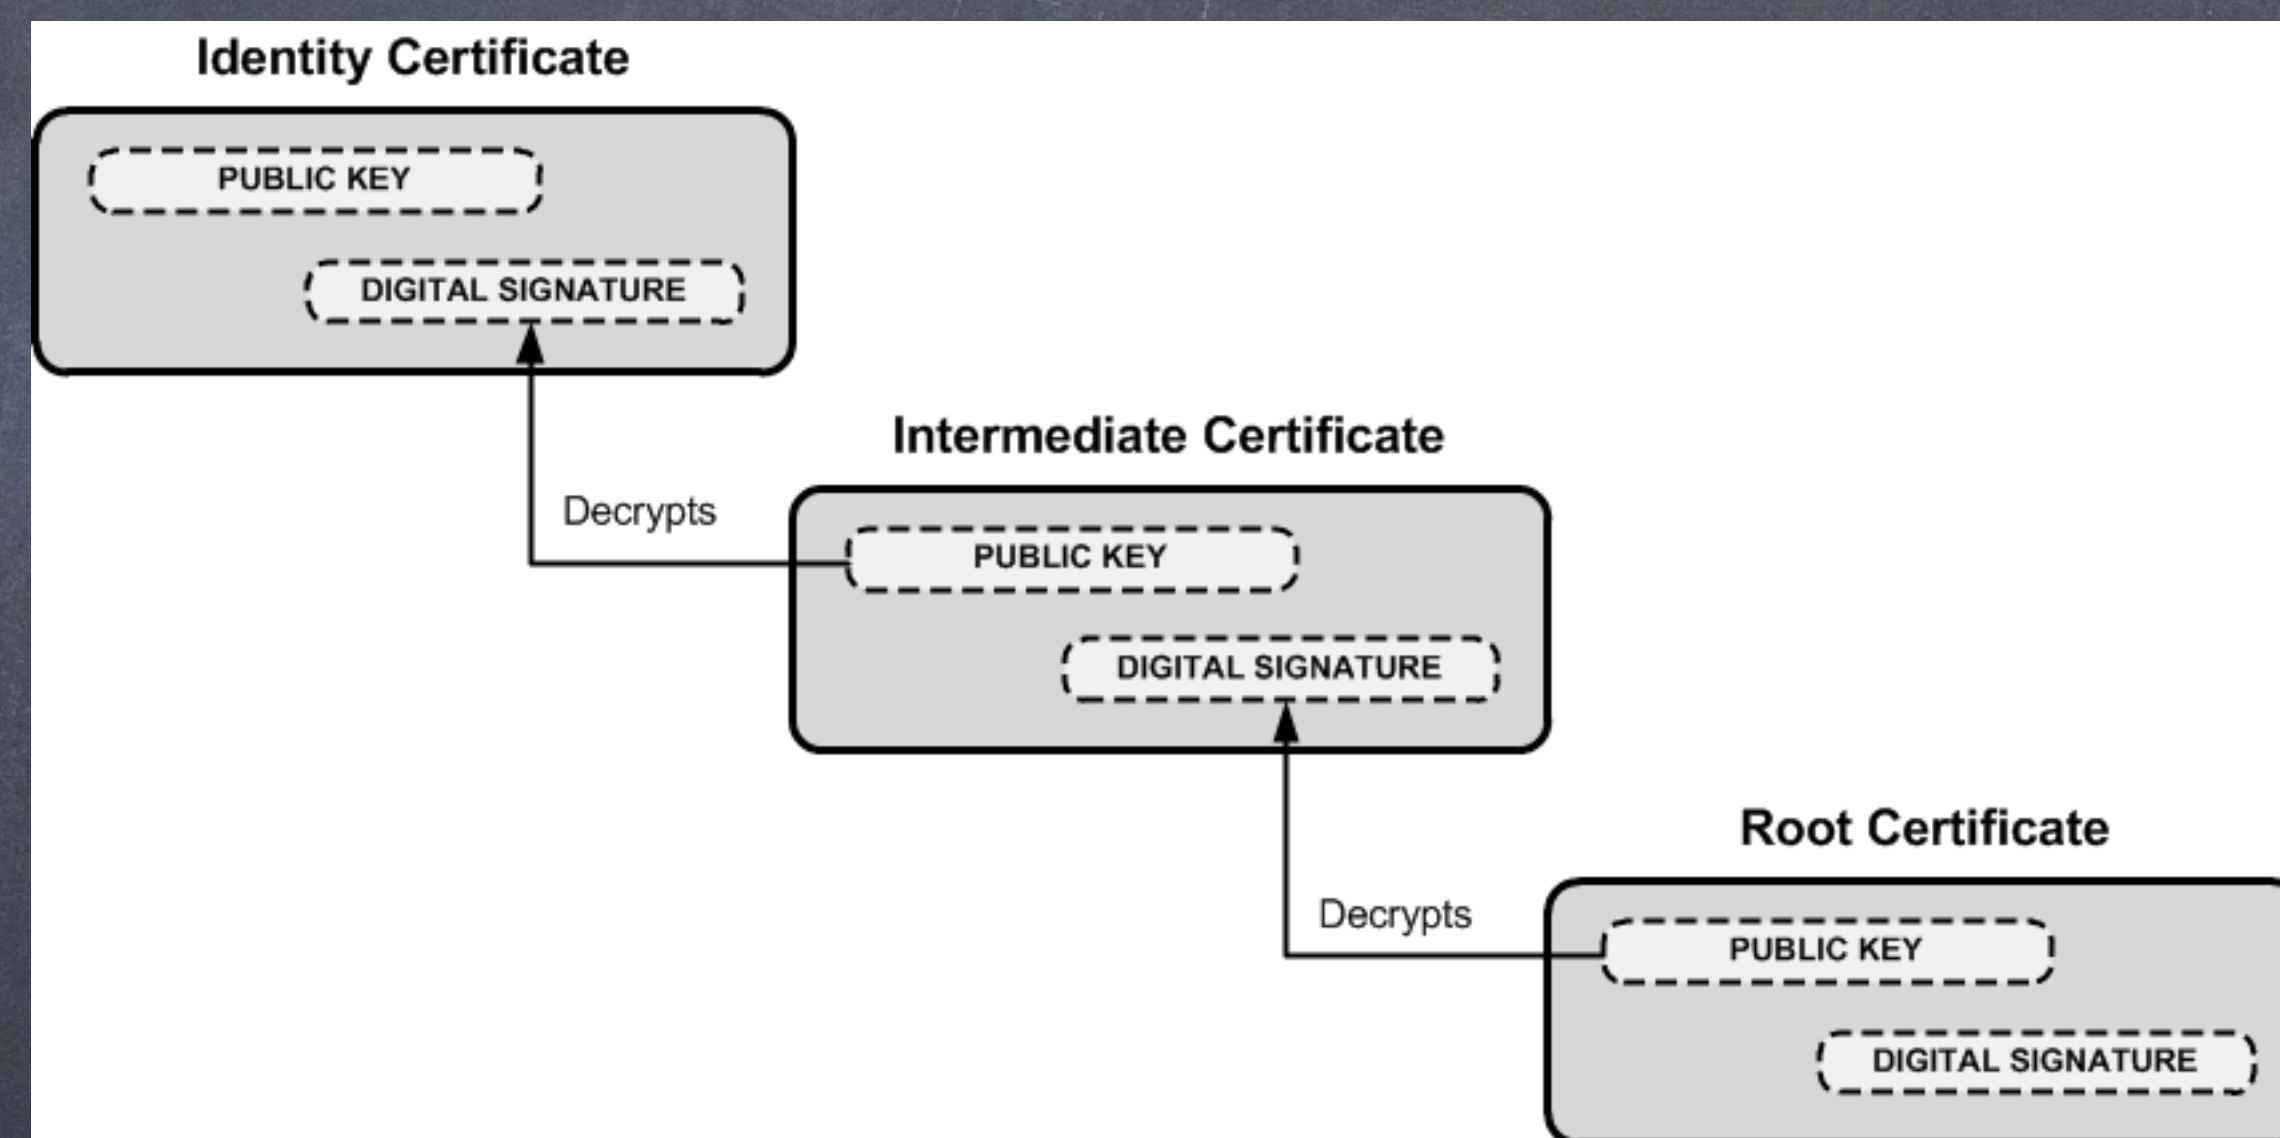 Identity Certificate
PUBLIC KEY
DIGITAL SIGNATURE
Intermediate Certificate
Decrypts
PUBLIC KEY
DIGITAL SIGNATURE
Root Certificate
Decrypts
PUBLIC KEY
DIGITAL SIGNATURE